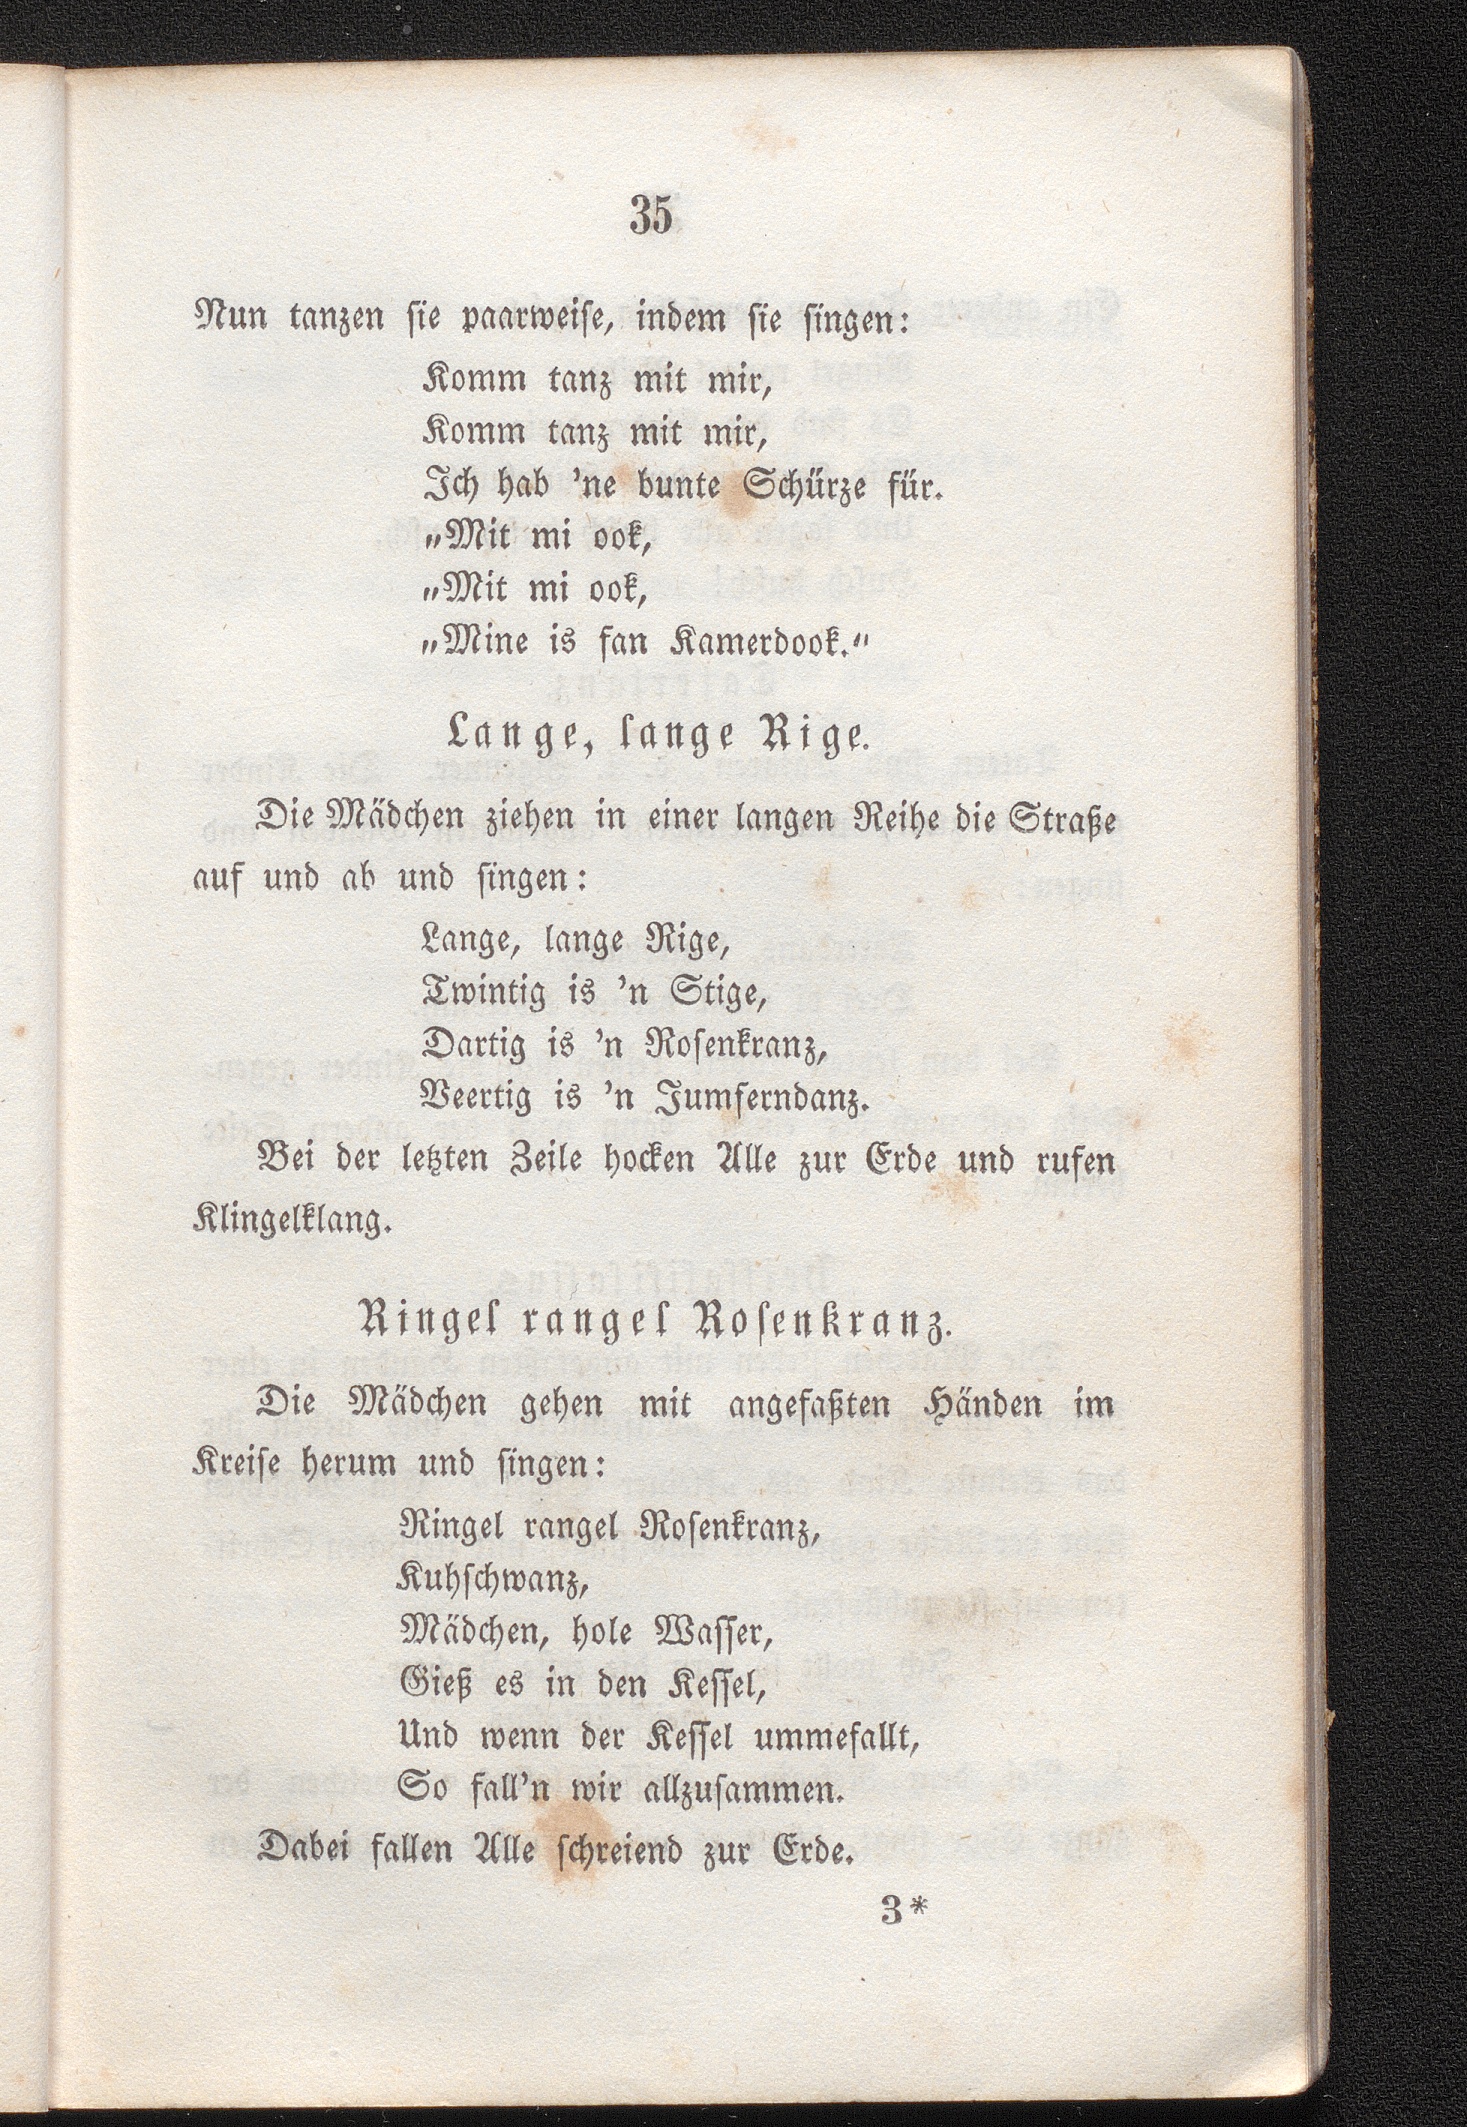 35
Nun tanzen sie paarweise, indem sie singen:
Komm tanz mit mir,
Komm tanz mit mir,
Ich hab 'ne bunte Schürze für.
„Mit mi ook,
„Mit mi ook,
„Mine is fan Kamerdook.“
Lange, lange Rige.
Die Mädchen ziehen in einer langen Reihe die Straße
auf und ab und singen:
Lange, lange Rige,
Twintig is 'n Stige,
Dartig is 'n Rosenkranz,
Veertig is 'n Jumferndanz.
Bei der letzten Zeile hocken Alle zur Erde und rufen
Klingelklang.
Ringel rangel Rosenkranz.
Die Mädchen gehen mit angefaßten Händen im
Kreise herum und singen:
Ringel rangel Rosenkranz,
Kuhschwanz,
Mädchen, hole Wasser,
Gieß es in den Kessel,
Und wenn der Kessel ummefallt,
So fall'n wir allzusammen.
Dabei fallen Alle schreiend zur Erde.
3*